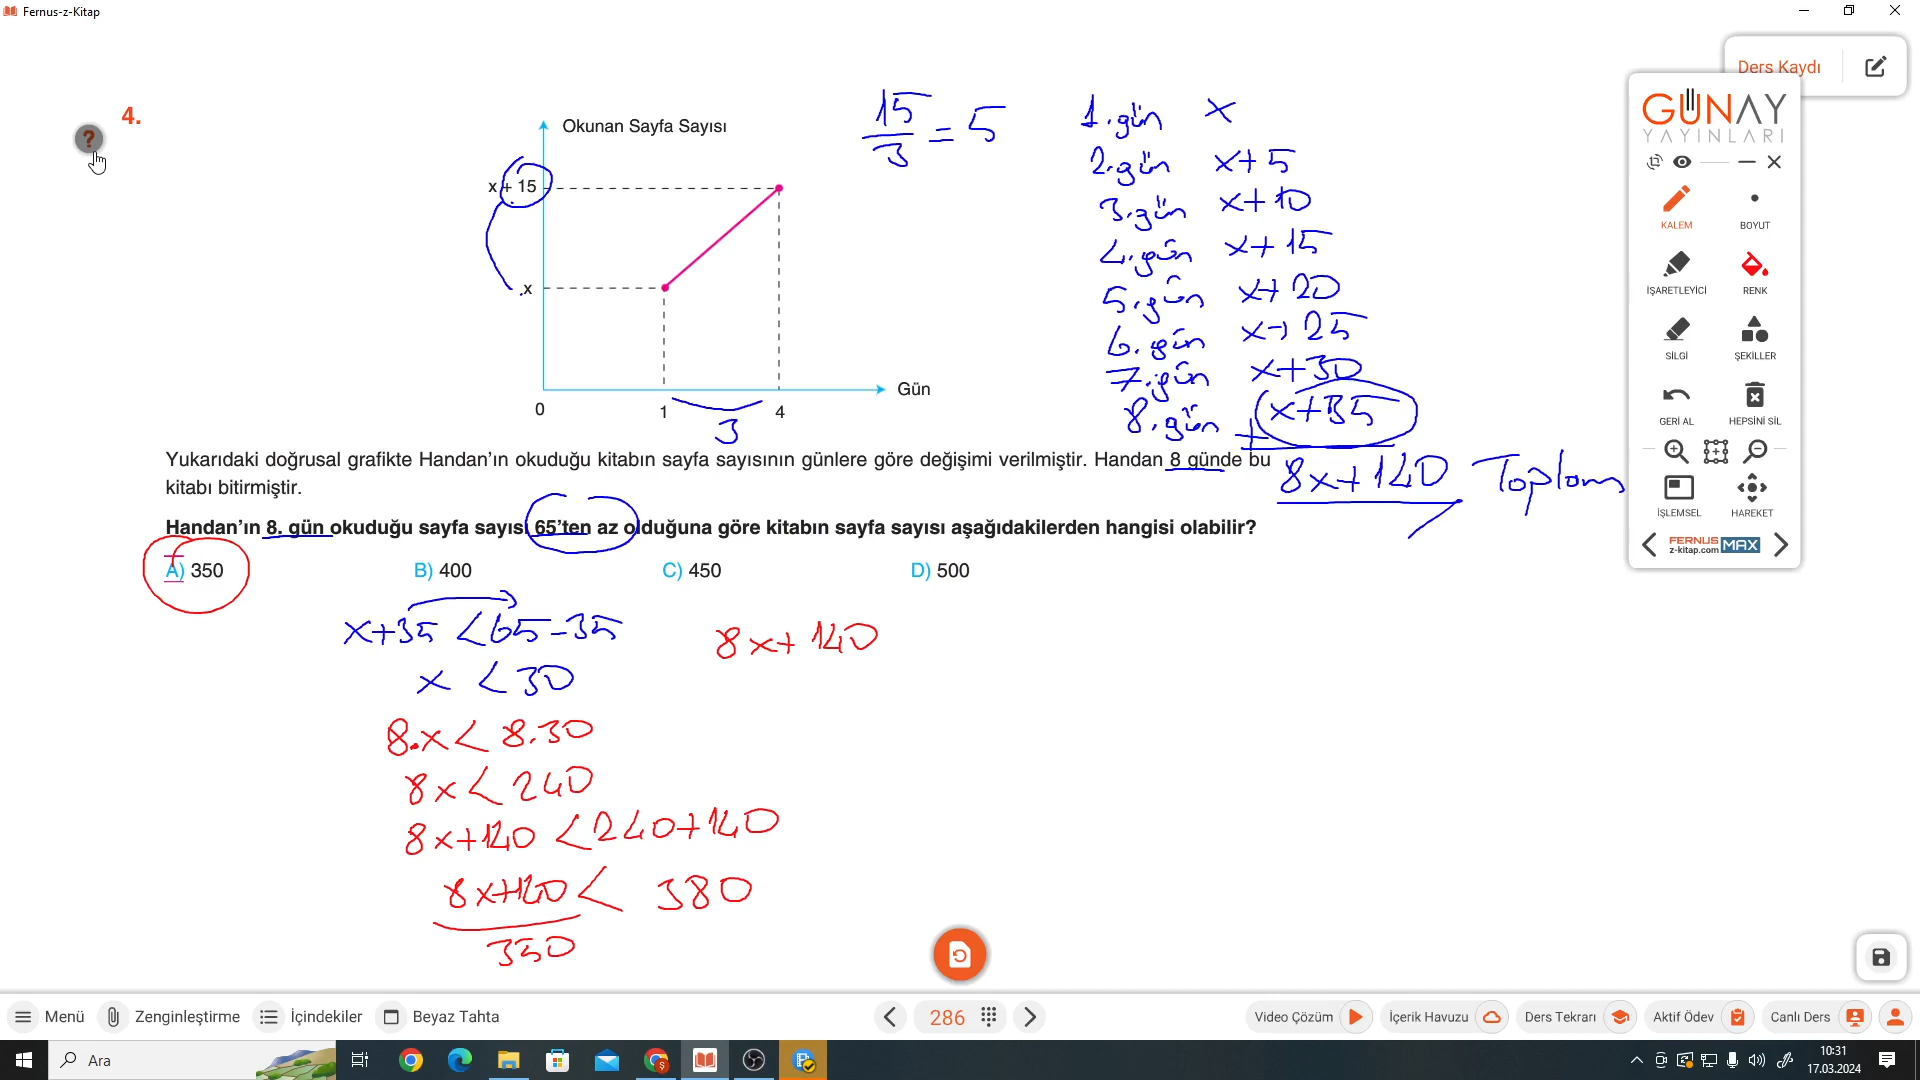 Fernus-z-Kitap
Ders Kaydı
GÜNAY
YAYINLARI
KALEM
BOYUT
İŞARETLEYİCİ
RENK
SİLGİ
ŞEKİLLER
GERİ AL
HEPSİNİ SİL
İŞLEMSEL
HAREKET
FERNUS
z-kitap.com MAX
4.
?
Okunan Sayfa Sayısı
x + 15
x
0
1
4
Gün
3
15/3 = 5
1.gün x
2.gün x+5
3.gün x+10
4.gün x+15
5.gün x+20
6.gün x+25
7.gün x+30
8.gün x+35
+
8x+140 Toplam
Yukarıdaki doğrusal grafikte Handan’ın okuduğu kitabın sayfa sayısının günlere göre değişimi verilmiştir. Handan 8 günde bu
kitabı bitirmiştir.
Handan’ın 8. gün okuduğu sayfa sayısı 65’ten az olduğuna göre kitabın sayfa sayısı aşağıdakilerden hangisi olabilir?
A) 350 B) 400 C) 450 D) 500
x+35 < 65-35
x < 30
8x+140
8.x < 8.30
8x < 240
8x+140 < 240+140
8x+140 < 380
350
Menü
Zenginleştirme
İçindekiler
Beyaz Tahta
286
Video Çözüm
İçerik Havuzu
Ders Tekrarı
Aktif Ödev
Canlı Ders
Ara
10:31
17.03.2024